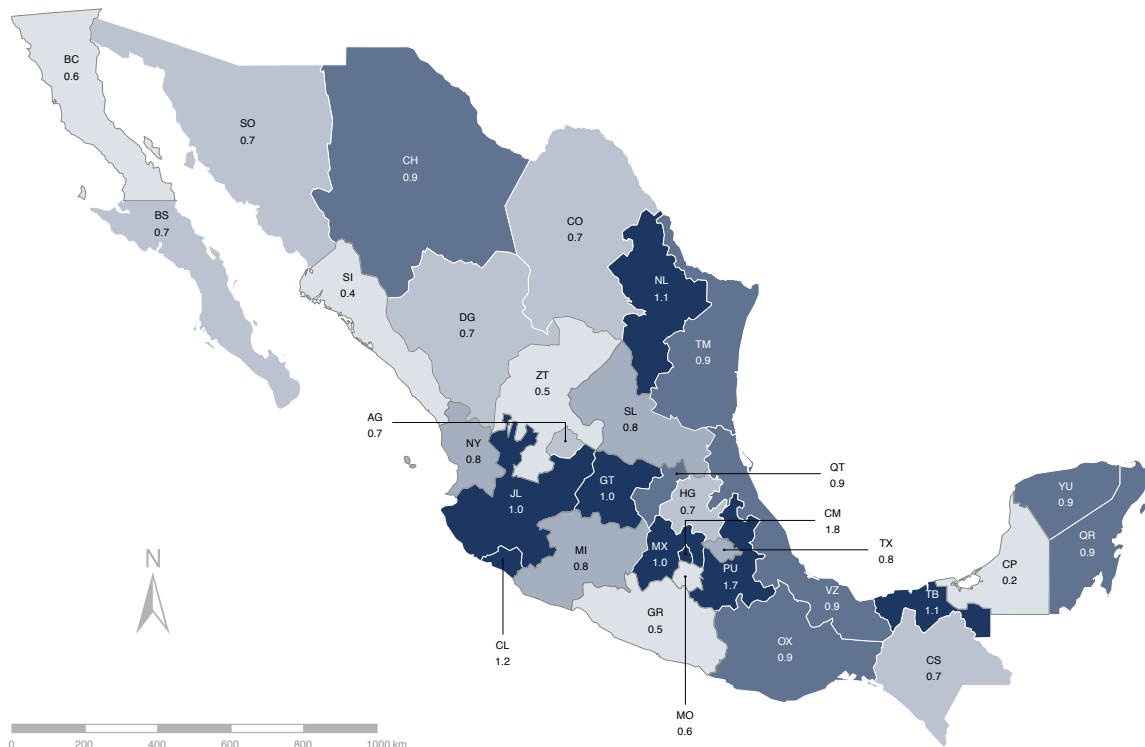 BC
0.6
SO
0.7
CH
0.9
BS
0.7
CO
0.7
SI
0.4
NL
1.1
DG
0.7
TM
0.9
ZT
0.5
AG
0.7
SL
0.8
NY
0.8
QT
0.9
GT
1.0
JL
1.0
HG
0.7
YU
0.9
CM
1.8
MX
1.0
MI
0.8
TX
0.8
QR
0.9
PU
1.7
CP
0.2
N
VZ
0.9
TB
1.1
GR
0.5
OX
0.9
CL
1.2
CS
0.7
MO
0.6
0 200 400 600 800 1000 km